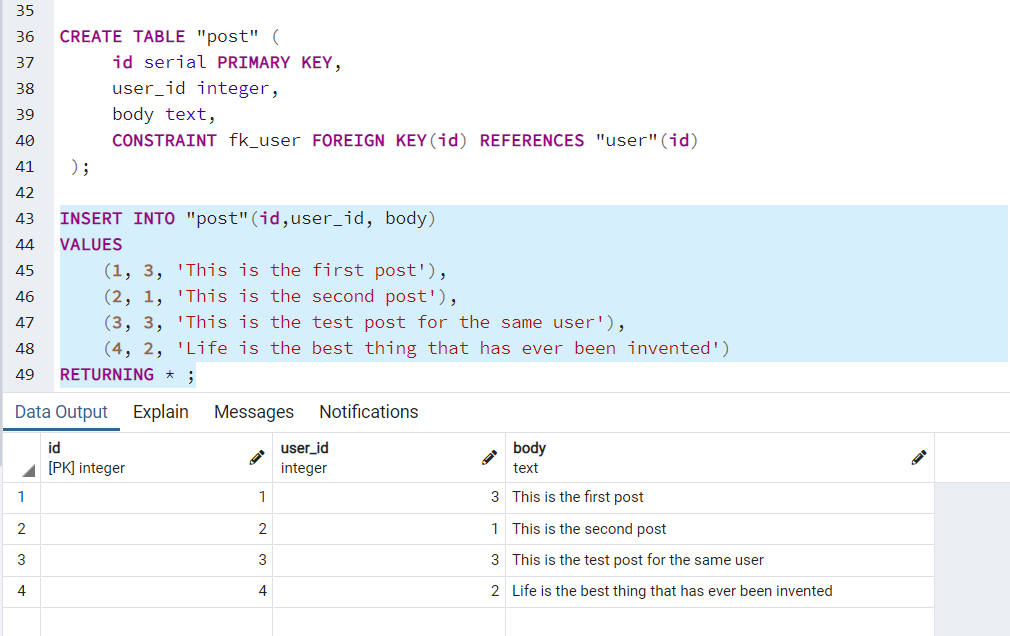 35
36 CREATE TABLE "post" (
37 id serial PRIMARY KEY,
38 user_id integer,
39 body text,
40 CONSTRAINT fk_user FOREIGN KEY(id) REFERENCES "user"(id)
41 );
42
43 INSERT INTO "post"(id,user_id, body)
44 VALUES
45 (1, 3, 'This is the first post'),
46 (2, 1, 'This is the second post'),
47 (3, 3, 'This is the test post for the same user'),
48 (4, 2, 'Life is the best thing that has ever been invented')
49 RETURNING * ;
Data Output Explain Messages Notifications
id user_id body
[PK] integer integer text
1 1 3 This is the first post
2 2 1 This is the second post
3 3 3 This is the test post for the same user
4 4 2 Life is the best thing that has ever been invented